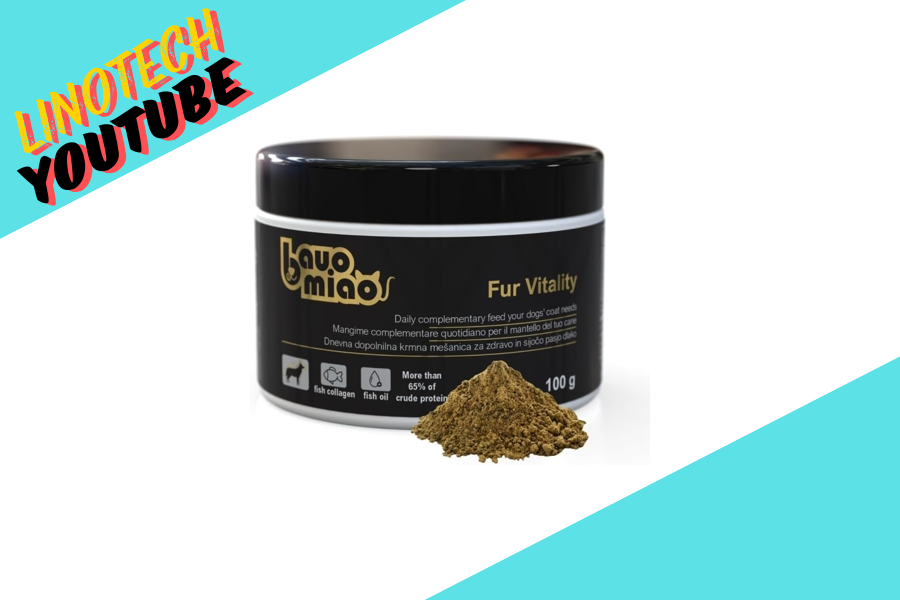 LINOTECH
YOUTUBE
bauo
miao
Fur Vitality
Daily complementary feed your dogs' coat needs
Mangime complementare quotidiano per il mantello del tuo cane
Dnevna dopolnilna krmna mešanica za zdravo in sijočo pasjo dlako
fish collagen
fish oil
More than
65% of
crude protein
100 g